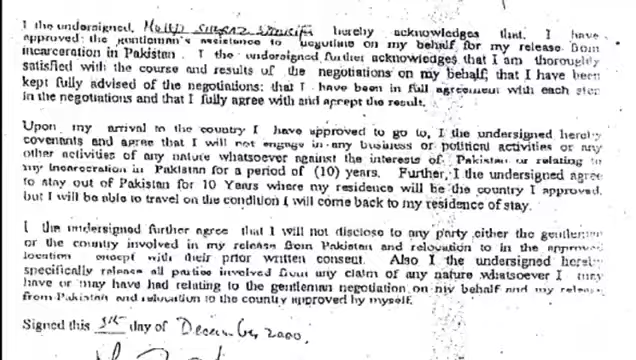 I the undersigned, hereby acknowledges that, I have
approved the gentleman's assistance to negotiate on my behalf for my release from
incarceration in Pakistan. I the undersigned further acknowledges that I am thoroughly
satisfied with the course and results of the negotiations on my behalf, that I have been
kept fully advised of the negotiations; that I have been in full agreement with each step
in the negotiations and that I fully agree with and accept the result.
Upon my arrival to the country I have approved to go to, I the undersigned hereby
covenants and agree that I will not engage in any business or political activities or any
other activities of any nature whatsoever against the interests of Pakistan or relating to
my incarceration in Pakistan for a period of (10) years. Further, I the undersigned agree
to stay out of Pakistan for 10 Years where my residence will be the country I approved,
but I will be able to travel on the condition I will come back to my residence of stay.
I the undersigned further agree that I will not disclose to any party either the gentleman
or the country involved in my release from Pakistan and relocation to in the approved
location except with their prior written consent. Also I the undersigned hereby
specifically release all parties involved from any claim of any nature whatsoever I may
have or may have had relating to the gentleman negotiation on my behalf and my release
from Pakistan and relocation to the country approved by myself.
Signed this day of December 2000.